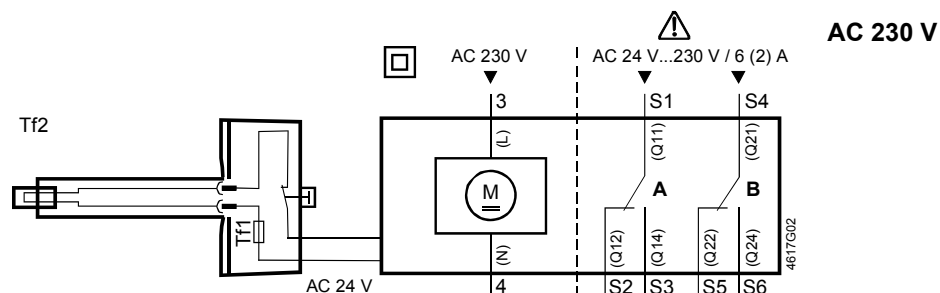 AC 230 V
AC 230 V
AC 24 V...230 V / 6 (2) A
3
S1
S4
Tf2
(L)
(Q11)
(Q21)
M
A
B
Tf1
(N)
(Q12)
(Q14)
(Q22)
(Q24)
4617G02
AC 24 V
4
S2
S3
S5
S6